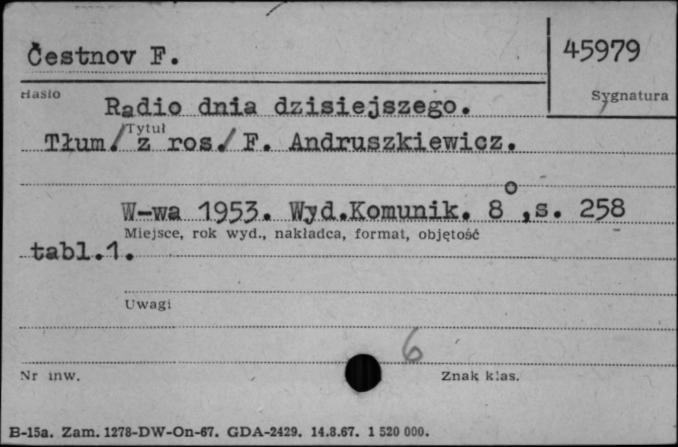 Čestnov F.
45979
Hasło
Sygnatura
Radio dnia dzisiejszego.
Tytuł
Tłum./z ros./ F. Andruszkiewicz.
W-wa 1953. Wyd.Komunik. 8°,s. 258
Miejsce, rok wyd., nakładca, format, objętość
tabl.1.
Uwagi
6
Nr inw.
Znak klas.
B-15a. Zam. 1278-DW-On-67. GDA-2429. 14.8.67. 1 520 000.